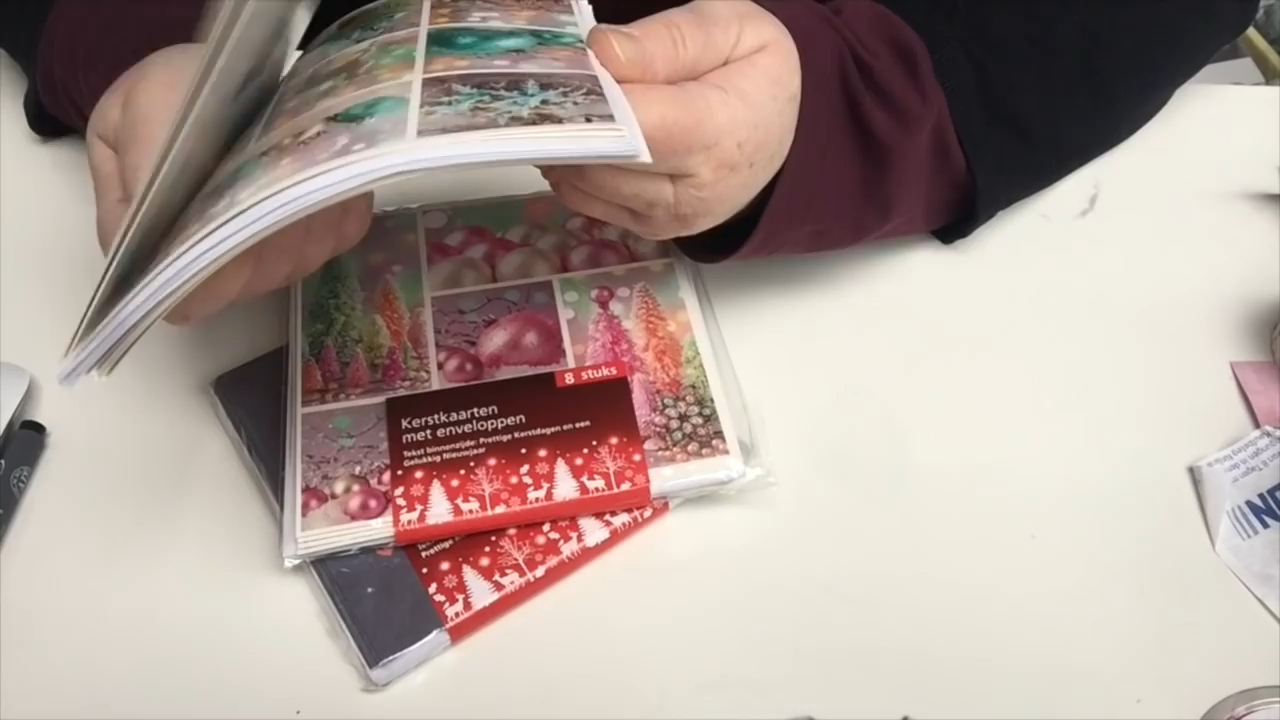 8 stuks
Kerstkaarten
met enveloppen
Tekst binnenzijde: Prettige Kerstdagen en een
Gelukkig Nieuwjaar
Prettige